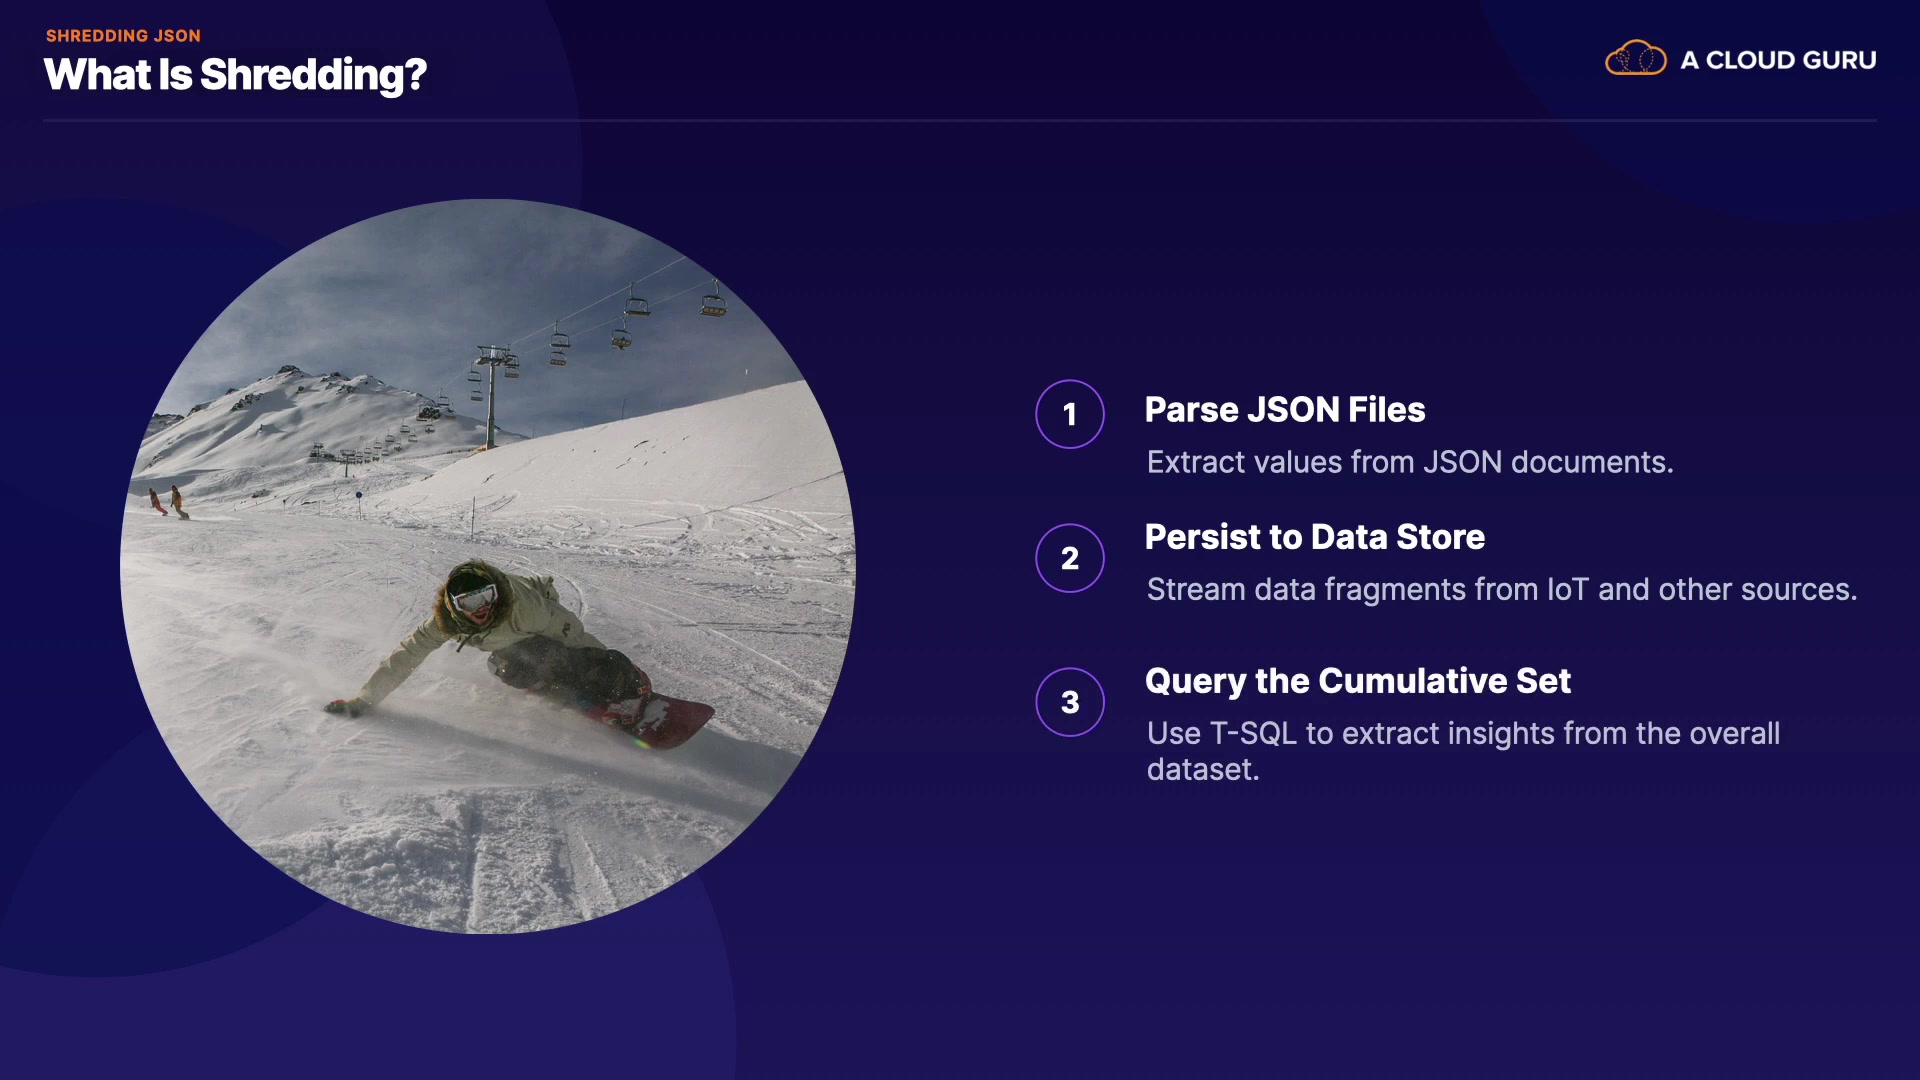 SHREDDING JSON
What Is Shredding?
A CLOUD GURU
1
Parse JSON Files
Extract values from JSON documents.
2
Persist to Data Store
Stream data fragments from IoT and other sources.
3
Query the Cumulative Set
Use T-SQL to extract insights from the overall
dataset.